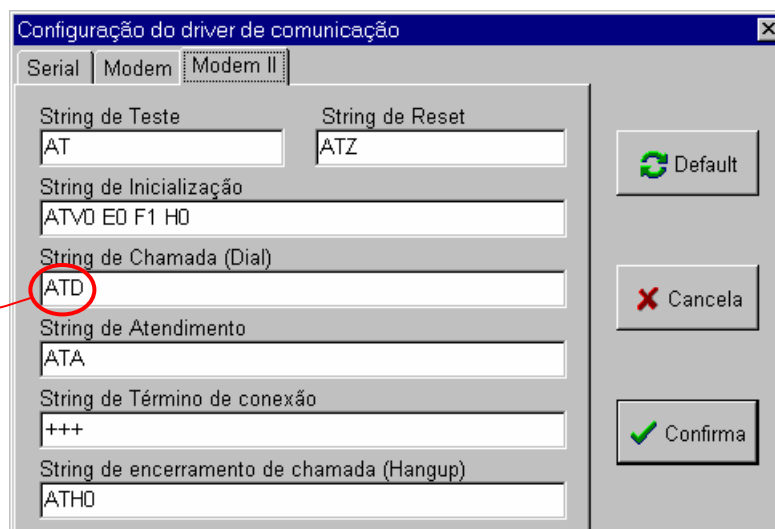 Configuração do driver de comunicação
Serial Modem Modem II
String de Teste String de Reset
AT ATZ
Default
String de Inicialização
ATV0 E0 F1 H0
String de Chamada (Dial)
ATD
Cancela
String de Atendimento
ATA
String de Término de conexão
+++
Confirma
String de encerramento de chamada (Hangup)
ATH0